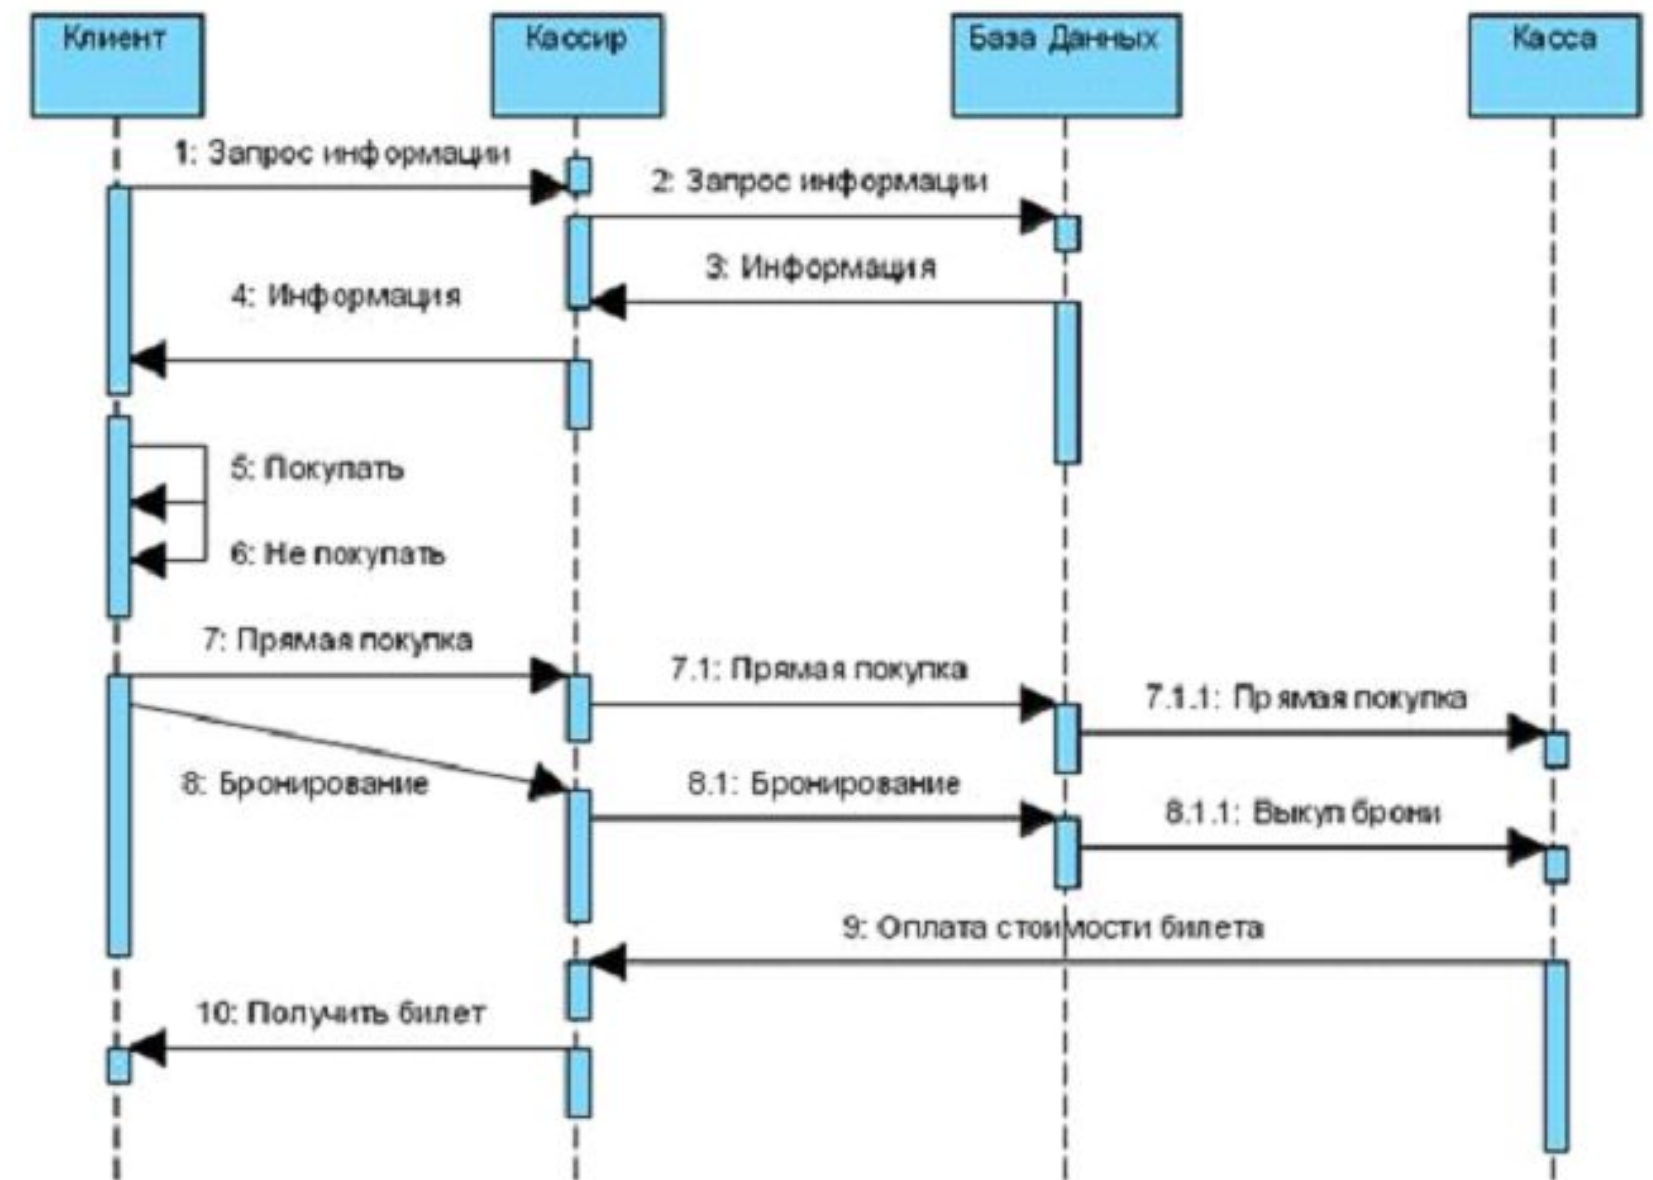 Клиент
Кассир
База Данных
Касса
1: Запрос информации
2: Запрос информации
3: Информация
4: Информация
5: Покупать
6: Не покупать
7: Прямая покупка
7.1: Прямая покупка
7.1.1: Прямая покупка
8: Бронирование
8.1: Бронирование
8.1.1: Выкуп брони
9: Оплата стоимости билета
10: Получить билет